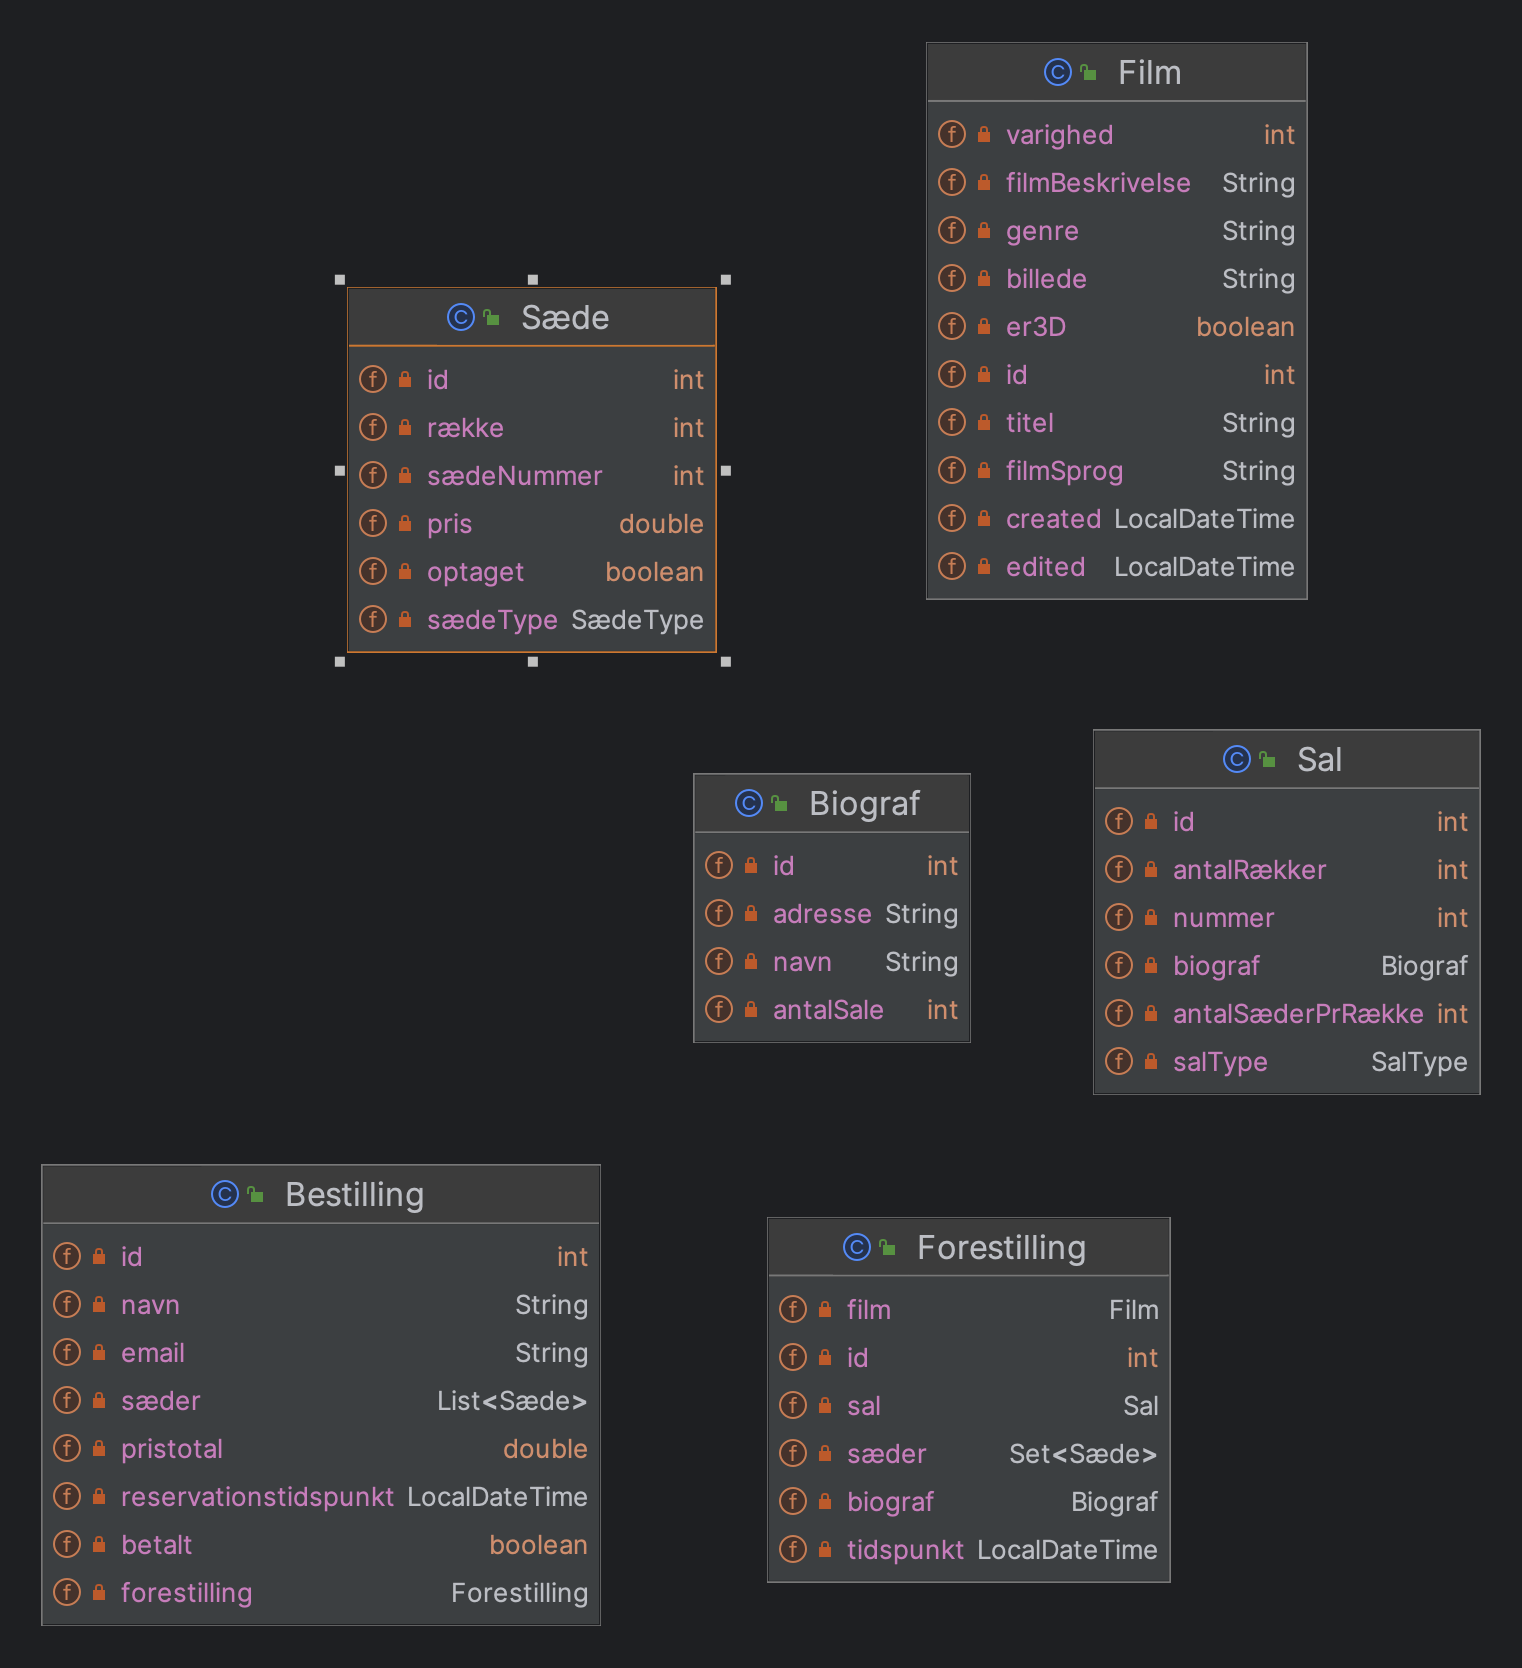 Film
varighed int
filmBeskrivelse String
genre String
billede String
er3D boolean
id int
titel String
filmSprog String
created LocalDateTime
edited LocalDateTime
Sæde
id int
række int
sædeNummer int
pris double
optaget boolean
sædeType SædeType
Biograf
id int
adresse String
navn String
antalSale int
Sal
id int
antalRækker int
nummer int
biograf Biograf
antalSæderPrRække int
salType SalType
Bestilling
id int
navn String
email String
sæder List<Sæde>
pristotal double
reservationstidspunkt LocalDateTime
betalt boolean
forestilling Forestilling
Forestilling
film Film
id int
sal Sal
sæder Set<Sæde>
biograf Biograf
tidspunkt LocalDateTime